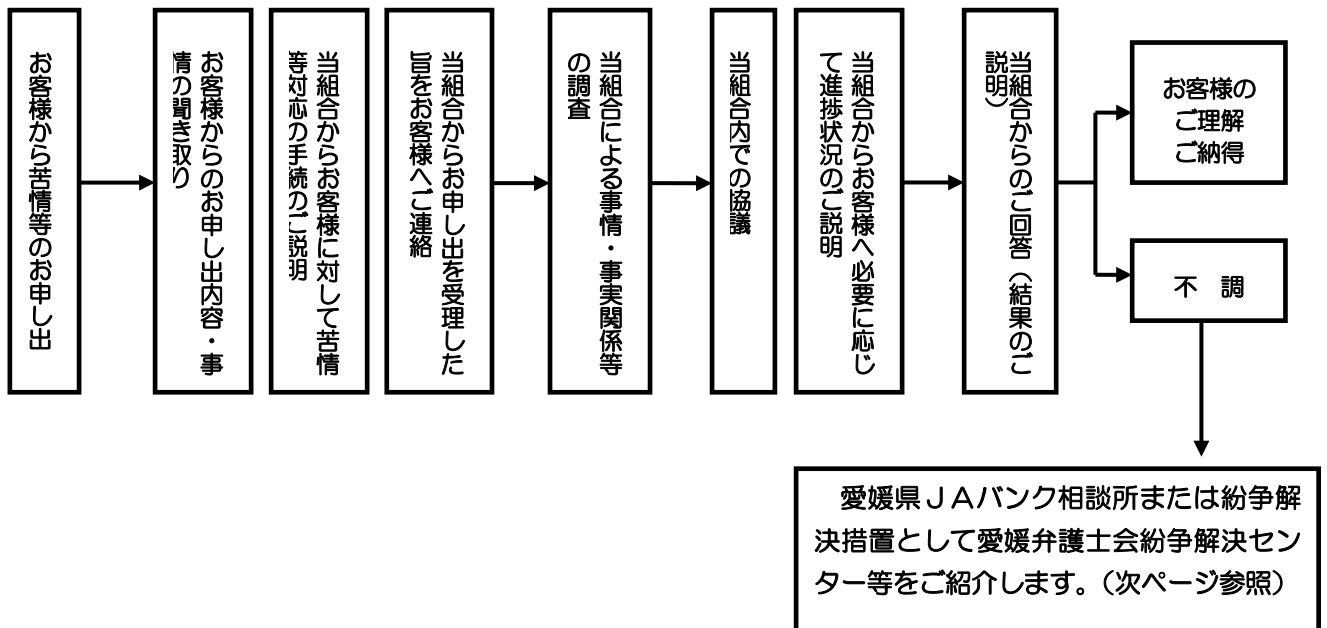 お客様から苦情等のお申し出
お客様からのお申し出内容・事
情の聞き取り
当組合からお客様に対して苦情
等対応の手続のご説明
当組合からお申し出を受理した
旨をお客様へご連絡
当組合による事情・事実関係等
の調査
当組合内での協議
当組合からお客様へ必要に応じ
て進捗状況のご説明
当組合からのご回答（結果のご
説明）
お客様の
ご理解
ご納得
不　調
愛媛県ＪＡバンク相談所または紛争解
決措置として愛媛弁護士会紛争解決セン
ター等をご紹介します。（次ページ参照）